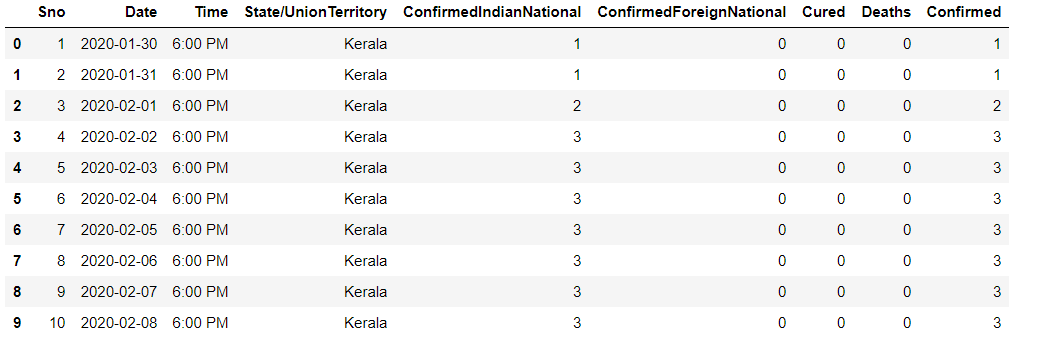 Sno Date Time State/UnionTerritory ConfirmedIndianNational ConfirmedForeignNational Cured Deaths Confirmed
0 1 2020-01-30 6:00 PM Kerala 1 0 0 0 1
1 2 2020-01-31 6:00 PM Kerala 1 0 0 0 1
2 3 2020-02-01 6:00 PM Kerala 2 0 0 0 2
3 4 2020-02-02 6:00 PM Kerala 3 0 0 0 3
4 5 2020-02-03 6:00 PM Kerala 3 0 0 0 3
5 6 2020-02-04 6:00 PM Kerala 3 0 0 0 3
6 7 2020-02-05 6:00 PM Kerala 3 0 0 0 3
7 8 2020-02-06 6:00 PM Kerala 3 0 0 0 3
8 9 2020-02-07 6:00 PM Kerala 3 0 0 0 3
9 10 2020-02-08 6:00 PM Kerala 3 0 0 0 3